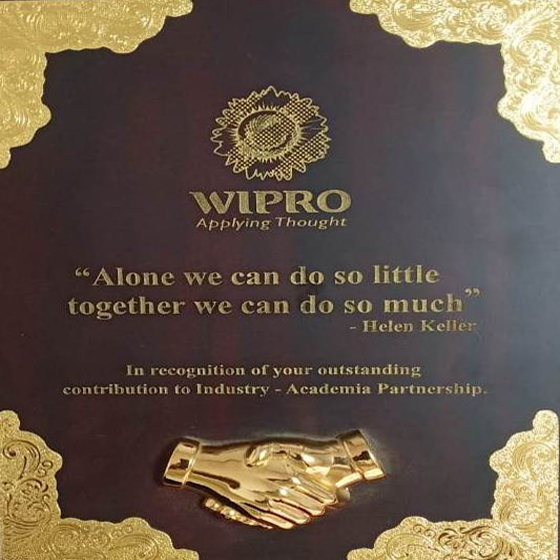 WIPRO
Applying Thought
“Alone we can do so little
together we can do so much”
- Helen Keller
In recognition of your outstanding
contribution to Industry - Academia Partnership.